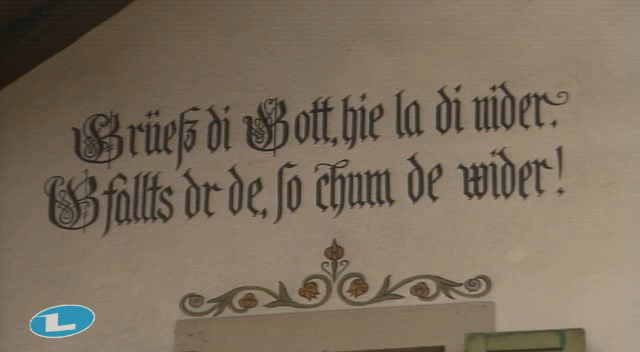 Grüeß di Gott, hie la di nider.
Gfallts dr de, so chum de wider!
L